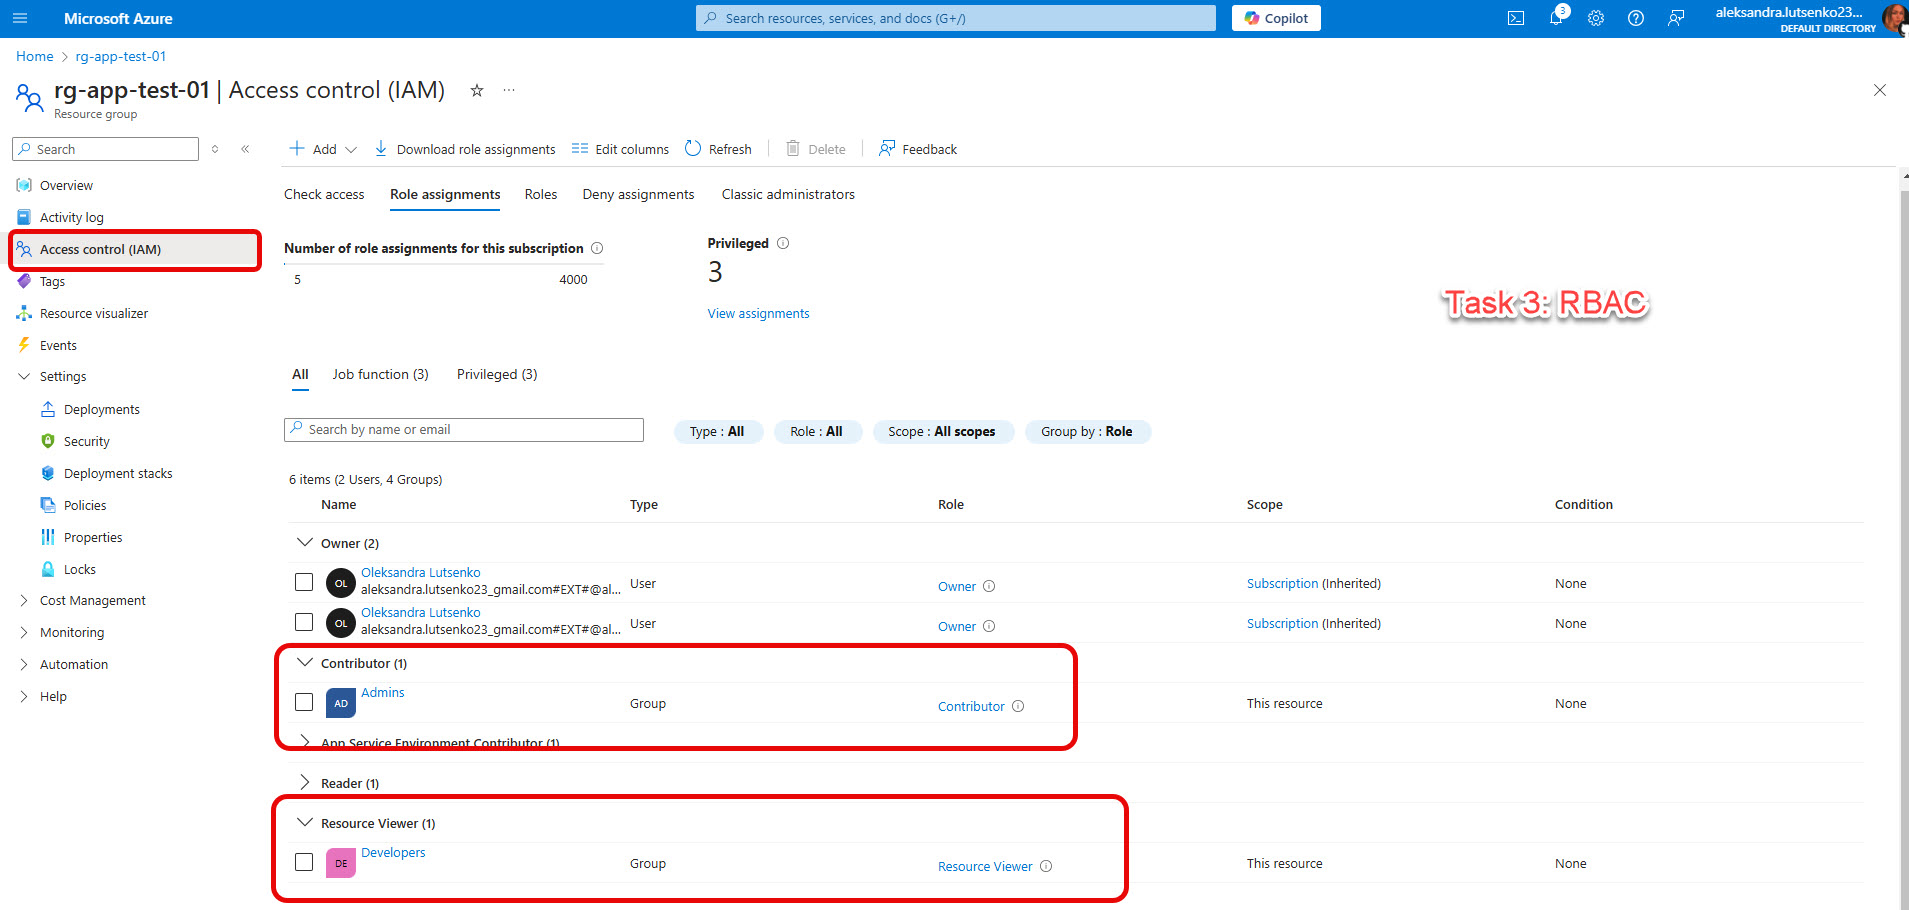 Microsoft Azure
Search resources, services, and docs (G+/)
Copilot
3
aleksandra.lutsenko23...
DEFAULT DIRECTORY
Home > rg-app-test-01
rg-app-test-01 | Access control (IAM)
Resource group
Search
Add
Download role assignments
Edit columns
Refresh
Delete
Feedback
Overview
Activity log
Access control (IAM)
Tags
Resource visualizer
Events
Settings
Deployments
Security
Deployment stacks
Policies
Properties
Locks
Cost Management
Monitoring
Automation
Help
Check access
Role assignments
Roles
Deny assignments
Classic administrators
Number of role assignments for this subscription
5
4000
Privileged
3
View assignments
Task 3: RBAC
All
Job function (3)
Privileged (3)
Search by name or email
Type : All
Role : All
Scope : All scopes
Group by : Role
6 items (2 Users, 4 Groups)
Name Type Role Scope Condition
Owner (2)
OL
Oleksandra Lutsenko
aleksandra.lutsenko23_gmail.com#EXT#@al...
User Owner Subscription (Inherited) None
OL
Oleksandra Lutsenko
aleksandra.lutsenko23_gmail.com#EXT#@al...
User Owner Subscription (Inherited) None
Contributor (1)
AD Admins Group Contributor This resource None
App Service Environment Contributor (1)
Reader (1)
Resource Viewer (1)
DE Developers Group Resource Viewer This resource None